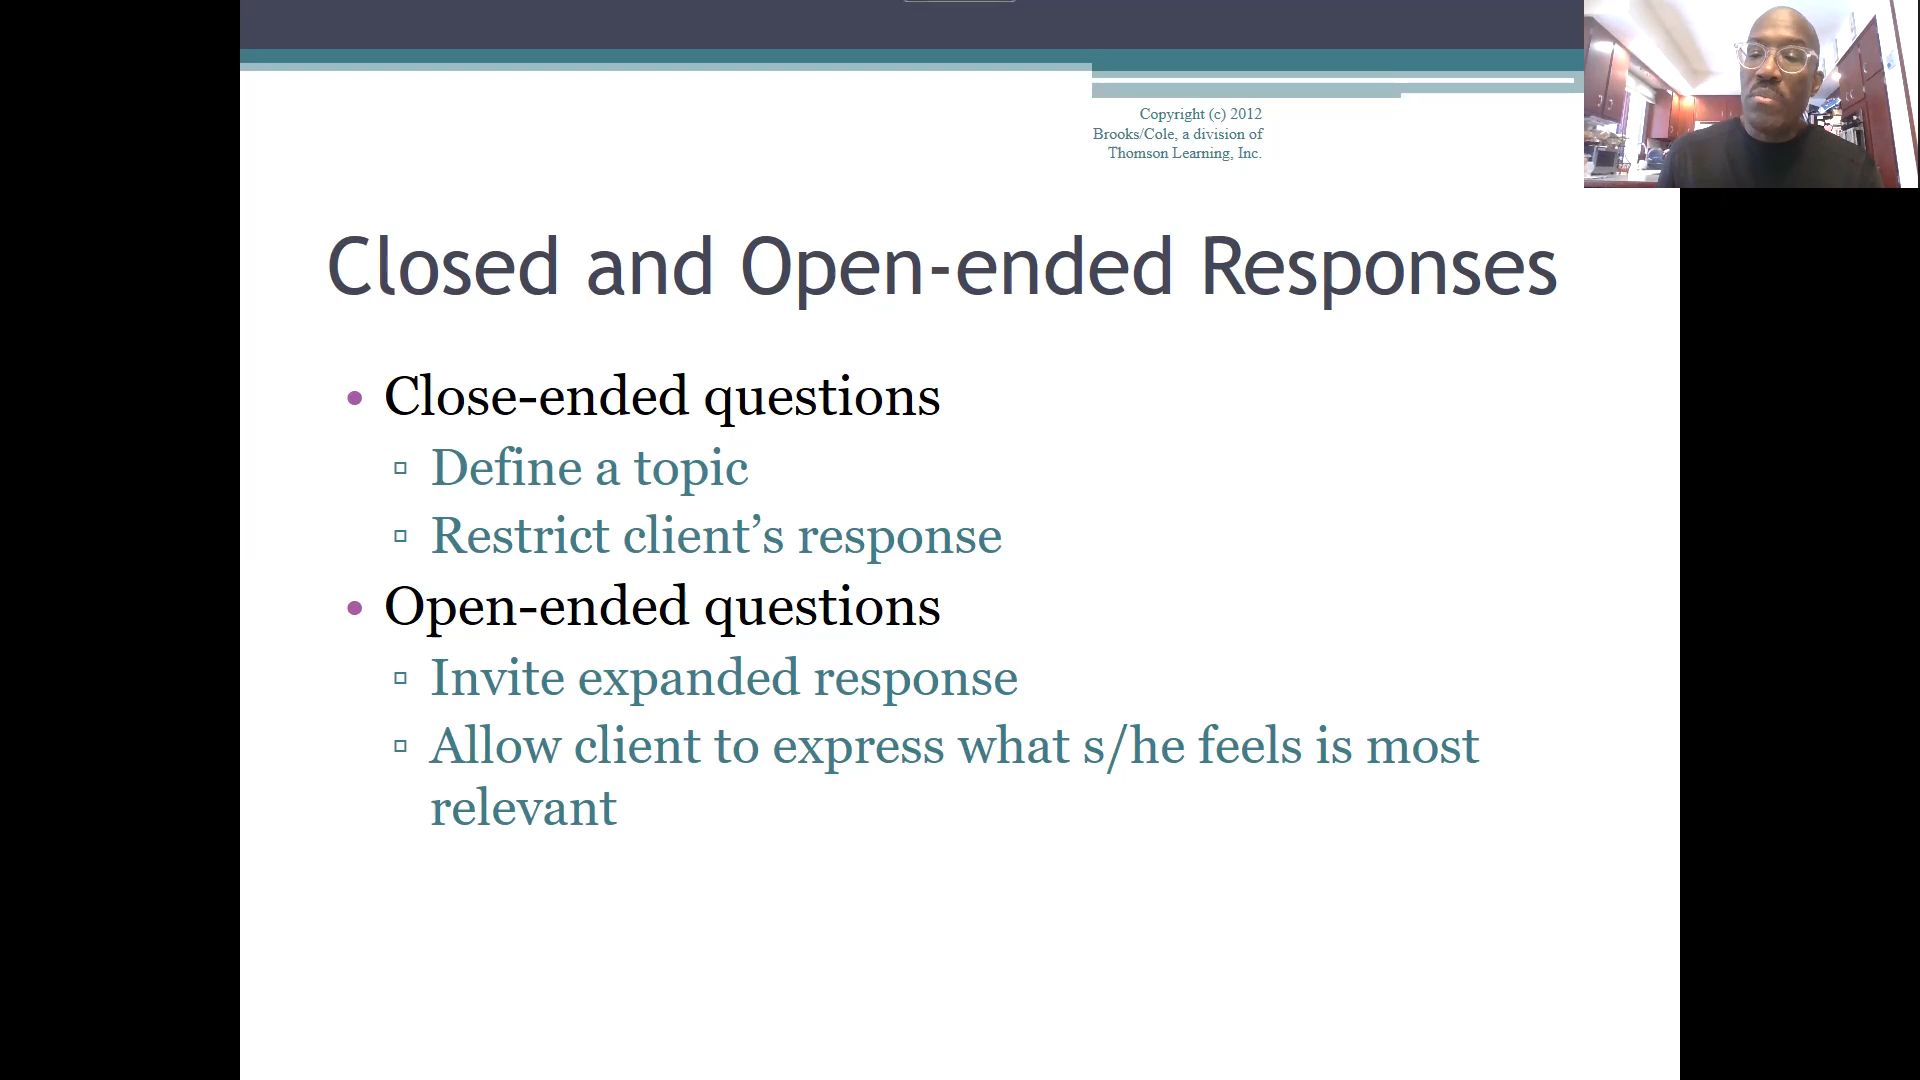 Copyright (c) 2012
Brooks/Cole, a division of
Thomson Learning, Inc.
Closed and Open-ended Responses
• Close-ended questions
▫ Define a topic
▫ Restrict client’s response
• Open-ended questions
▫ Invite expanded response
▫ Allow client to express what s/he feels is most
relevant